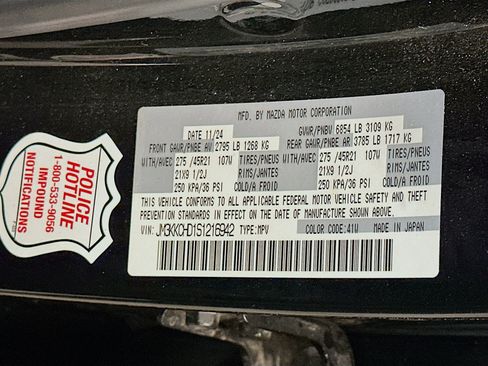 MFD. BY MAZDA MOTOR CORPORATION
DATE 11/24
GVWR/PNBV 6854 LB 3109 KG
FRONT GAWR/PNBE AV 2795 LB 1268 KG
REAR GAWR/PNBE AR 3785 LB 1717 KG
WITH/AVEC 275 /45R21 107W TIRES/PNEUS
21X9 1/2J RIMS/JANTES
250 KPA/36 PSI COLD/A FROID
WITH/AVEC 275 /45R21 107W TIRES/PNEUS
21X9 1/2J
250 KPA/36 PSI COLD/A FROID
THIS VEHICLE CONFORMS TO ALL APPLICABLE FEDERAL MOTOR VEHICLE SAFETY AND THEFT
PREVENTION STANDARDS IN EFFECT ON THE DATE OF MANUFACTURE SHOWN ABOVE.
VIN: JM3KKCHD1S1216942 TYPE:MPV
COLOR CODE:41W MADE IN JAPAN
POLICE
HOTLINE
1-800-533-9056
IMPOUND
NOTIFICATIONS